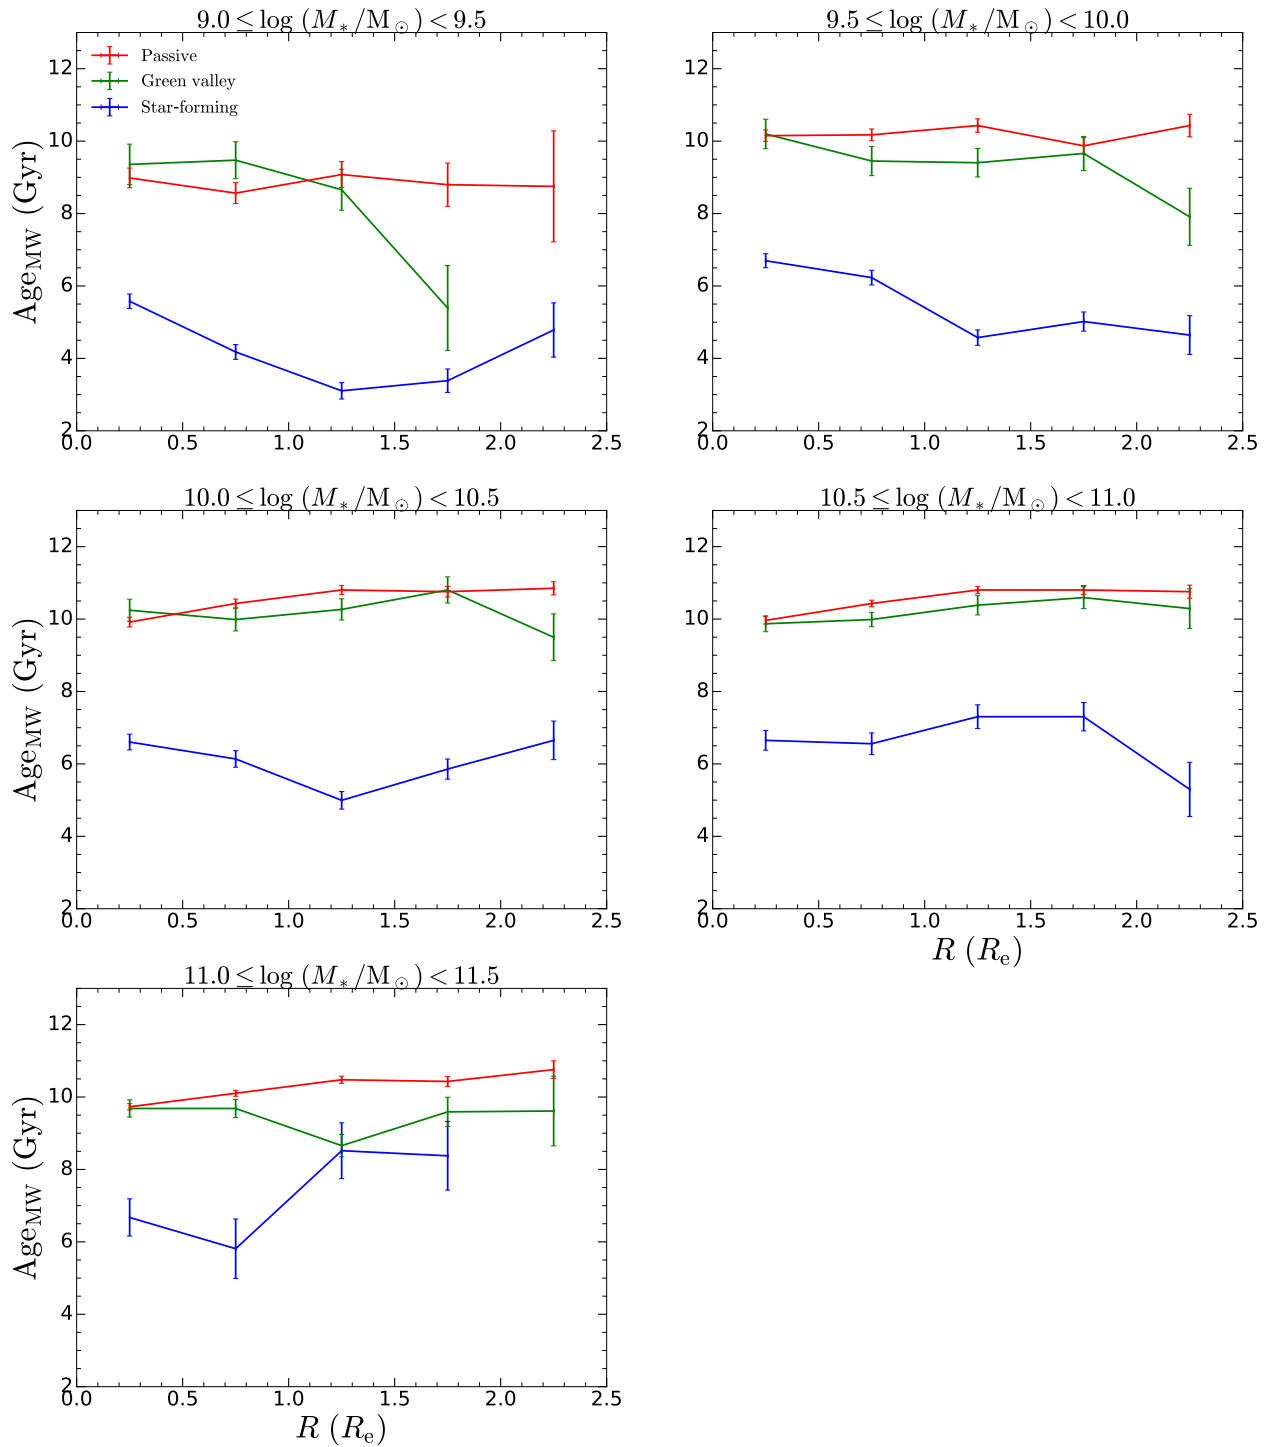 9.0 ≤ log (M∗/M⊙) < 9.5
9.5 ≤ log (M∗/M⊙) < 10.0
Passive
Green valley
Star-forming
Age_MW (Gyr)
12
10
8
6
4
2
0.0 0.5 1.0 1.5 2.0 2.5
12
10
8
6
4
2
0.0 0.5 1.0 1.5 2.0 2.5
10.0 ≤ log (M∗/M⊙) < 10.5
10.5 ≤ log (M∗/M⊙) < 11.0
Age_MW (Gyr)
12
10
8
6
4
2
0.0 0.5 1.0 1.5 2.0 2.5
12
10
8
6
4
2
0.0 0.5 1.0 1.5 2.0 2.5
R (R_e)
11.0 ≤ log (M∗/M⊙) < 11.5
Age_MW (Gyr)
12
10
8
6
4
2
0.0 0.5 1.0 1.5 2.0 2.5
R (R_e)